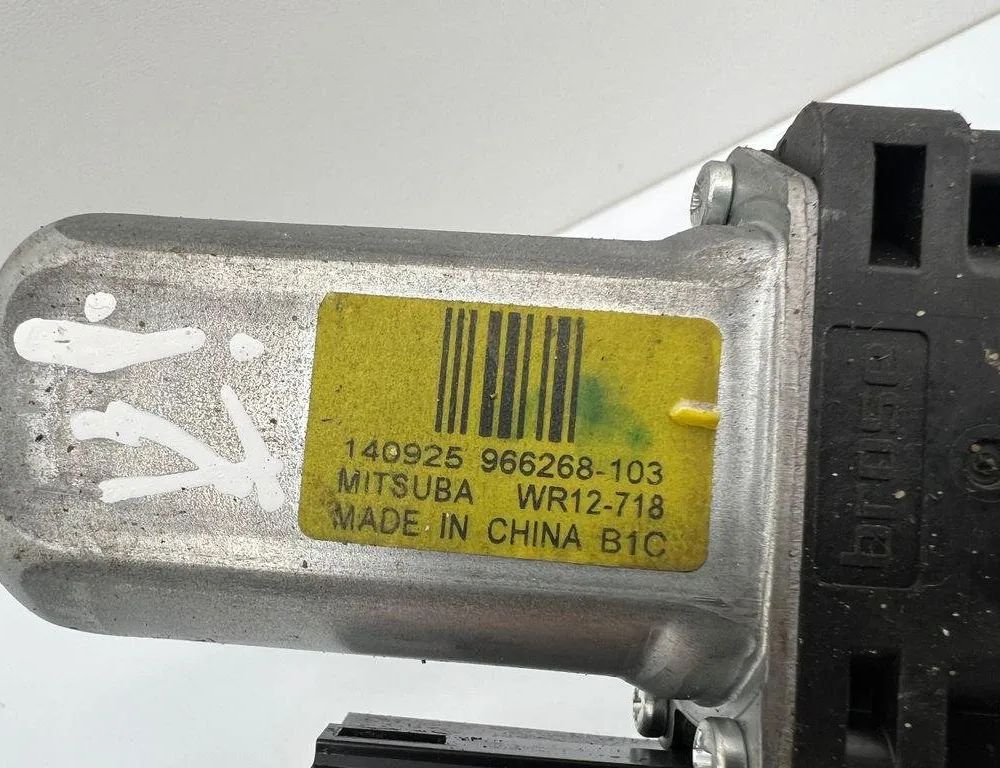 140925 966268-103
MITSUBA WR12-718
MADE IN CHINA B1C
brose